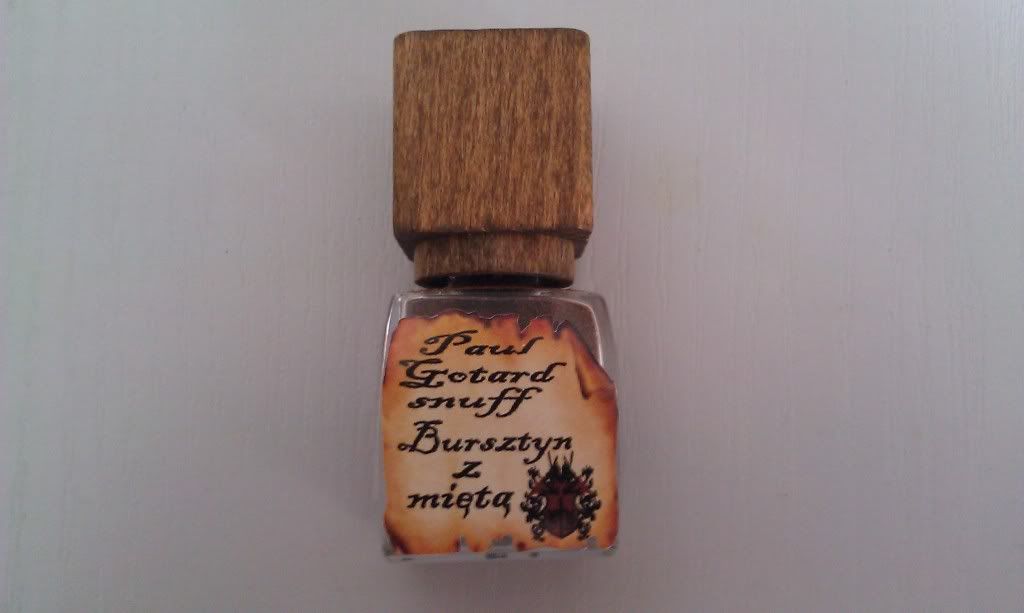 Paul
Gotard
snuff
Bursztyn
z
miętą